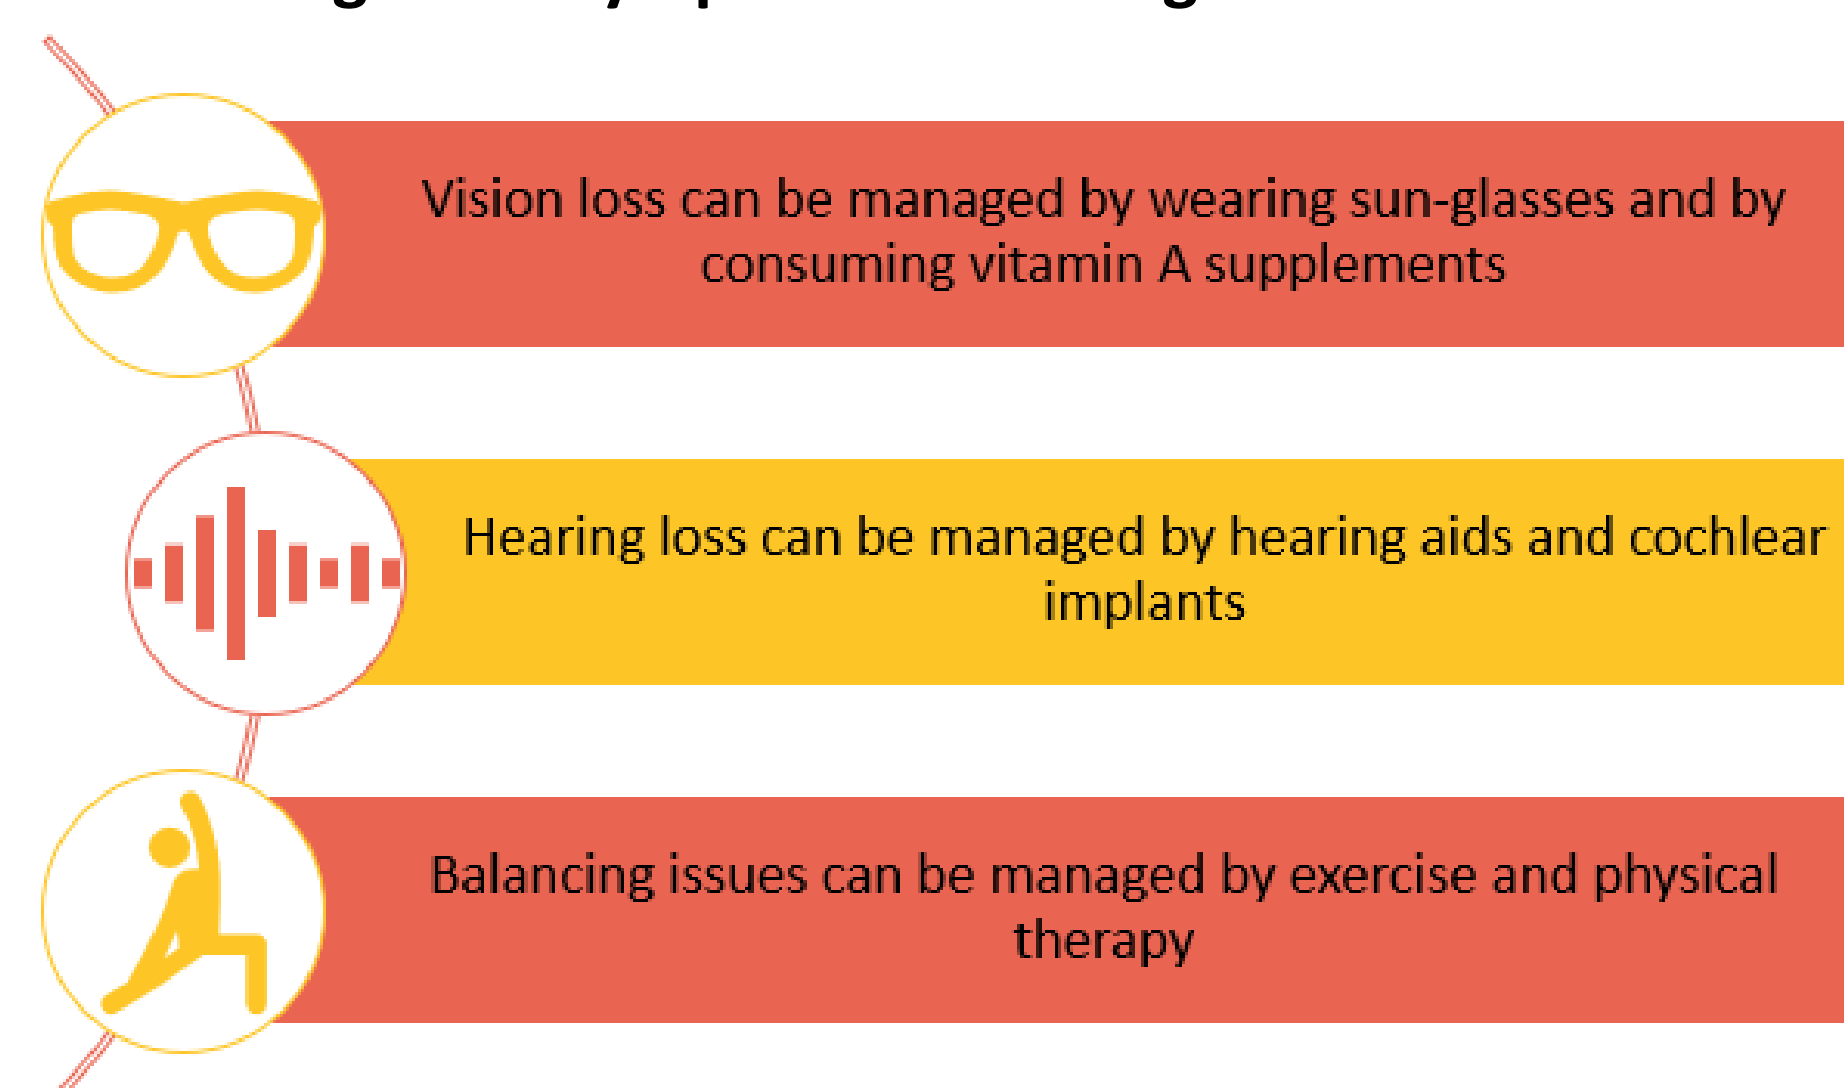 Vision loss can be managed by wearing sun-glasses and by
consuming vitamin A supplements
Hearing loss can be managed by hearing aids and cochlear
implants
Balancing issues can be managed by exercise and physical
therapy